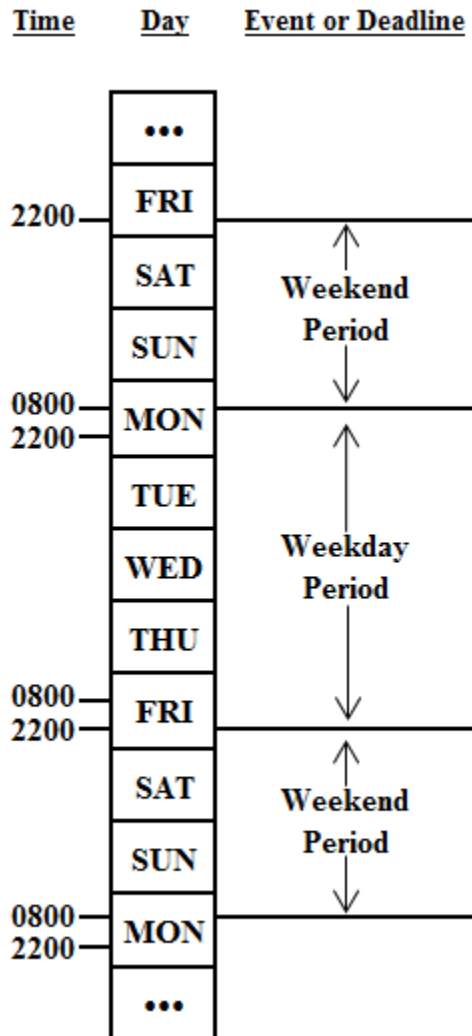 Time Day Event or Deadline
•••
2200 FRI
SAT
Weekend
Period
SUN
0800
MON
2200
TUE
WED
Weekday
Period
THU
0800
FRI
2200
SAT
Weekend
Period
SUN
0800
MON
2200
•••